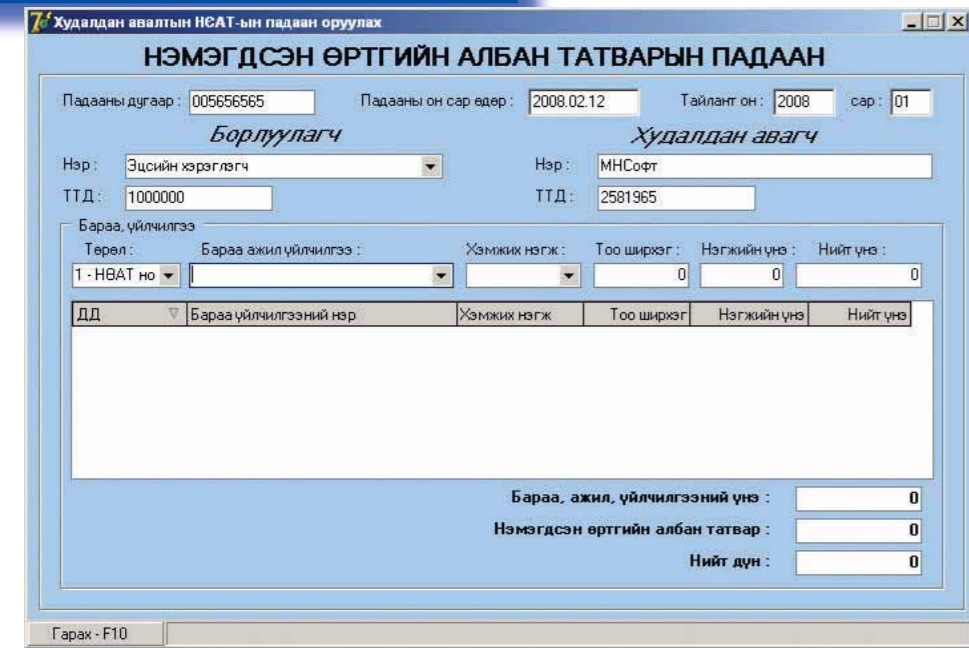 Худалдан авалтын НЄАТ-ын падаан оруулах
НЭМЭГДСЭН ӨРТГИЙН АЛБАН ТАТВАРЫН ПАДААН
Падааны дугаар : 005656565 Падааны он сар өдөр : 2008.02.12 Тайлант он : 2008 сар : 01
Борлуулагч Худалдан авагч
Нэр : Эцсийн хэрэглэгч Нэр : МНСофт
ТТД : 1000000 ТТД : 2581965
Бараа, үйлчилгээ
Төрөл : Бараа ажил үйлчилгээ : Хэмжих нэгж : Тоо ширхэг : Нэгжийн үнэ : Нийт үнэ :
1 - НӨАТ но 0 0 0
ДД Бараа үйлчилгээний нэр Хэмжих нэгж Тоо ширхэг Нэгжийн үнэ Нийт үнэ
Бараа, ажил, үйлчилгээний үнэ : 0
Нэмэгдсэн өртгийн албан татвар : 0
Нийт дүн : 0
Гарах - F10